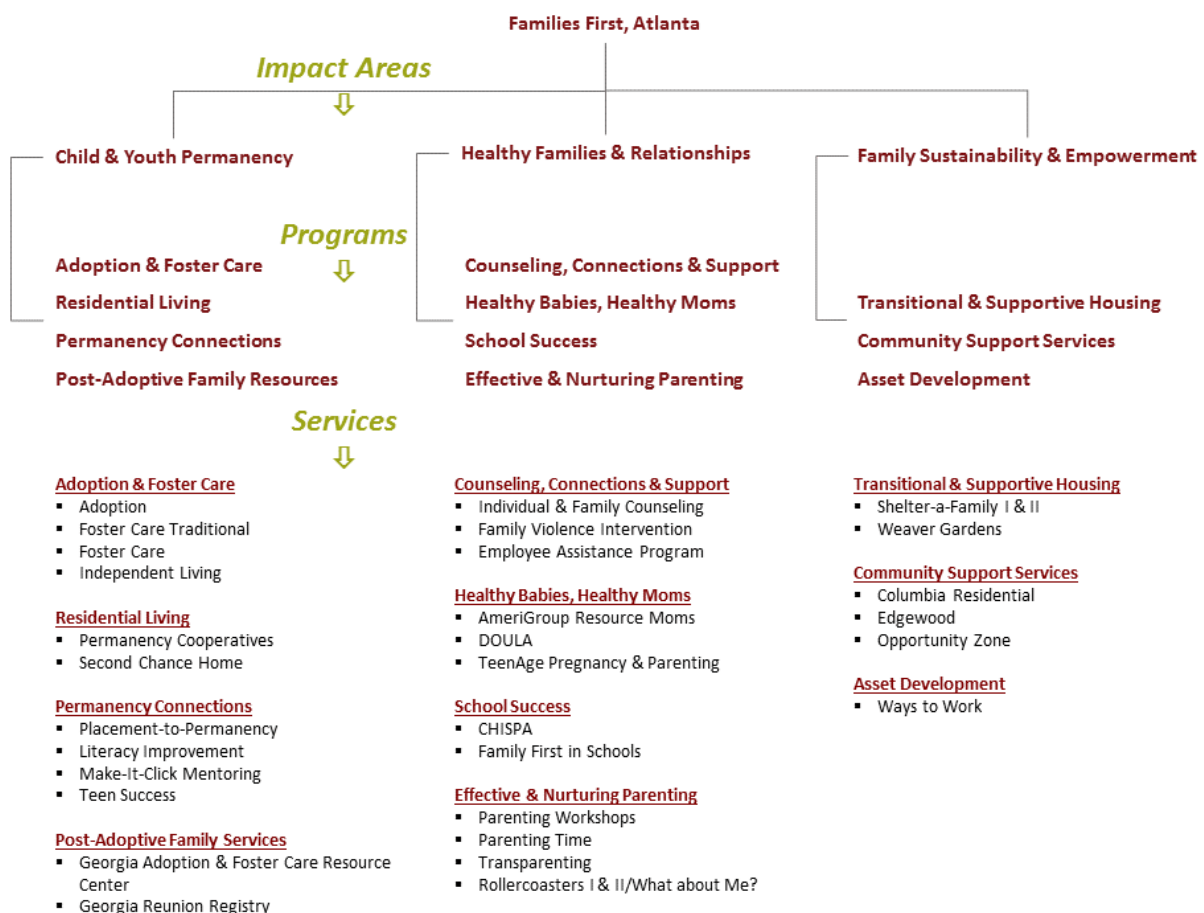 Families First, Atlanta
Impact Areas
Child & Youth Permanency
Healthy Families & Relationships
Family Sustainability & Empowerment
Programs
Adoption & Foster Care
Residential Living
Permanency Connections
Post-Adoptive Family Resources
Counseling, Connections & Support
Healthy Babies, Healthy Moms
School Success
Effective & Nurturing Parenting
Transitional & Supportive Housing
Community Support Services
Asset Development
Services
Adoption & Foster Care
▪ Adoption
▪ Foster Care Traditional
▪ Foster Care
▪ Independent Living
Residential Living
▪ Permanency Cooperatives
▪ Second Chance Home
Permanency Connections
▪ Placement-to-Permanency
▪ Literacy Improvement
▪ Make-It-Click Mentoring
▪ Teen Success
Post-Adoptive Family Services
▪ Georgia Adoption & Foster Care Resource
Center
▪ Georgia Reunion Registry
Counseling, Connections & Support
▪ Individual & Family Counseling
▪ Family Violence Intervention
▪ Employee Assistance Program
Healthy Babies, Healthy Moms
▪ AmeriGroup Resource Moms
▪ DOULA
▪ TeenAge Pregnancy & Parenting
School Success
▪ CHISPA
▪ Family First in Schools
Effective & Nurturing Parenting
▪ Parenting Workshops
▪ Parenting Time
▪ Transparenting
▪ Rollercoasters I & II/What about Me?
Transitional & Supportive Housing
▪ Shelter-a-Family I & II
▪ Weaver Gardens
Community Support Services
▪ Columbia Residential
▪ Edgewood
▪ Opportunity Zone
Asset Development
▪ Ways to Work